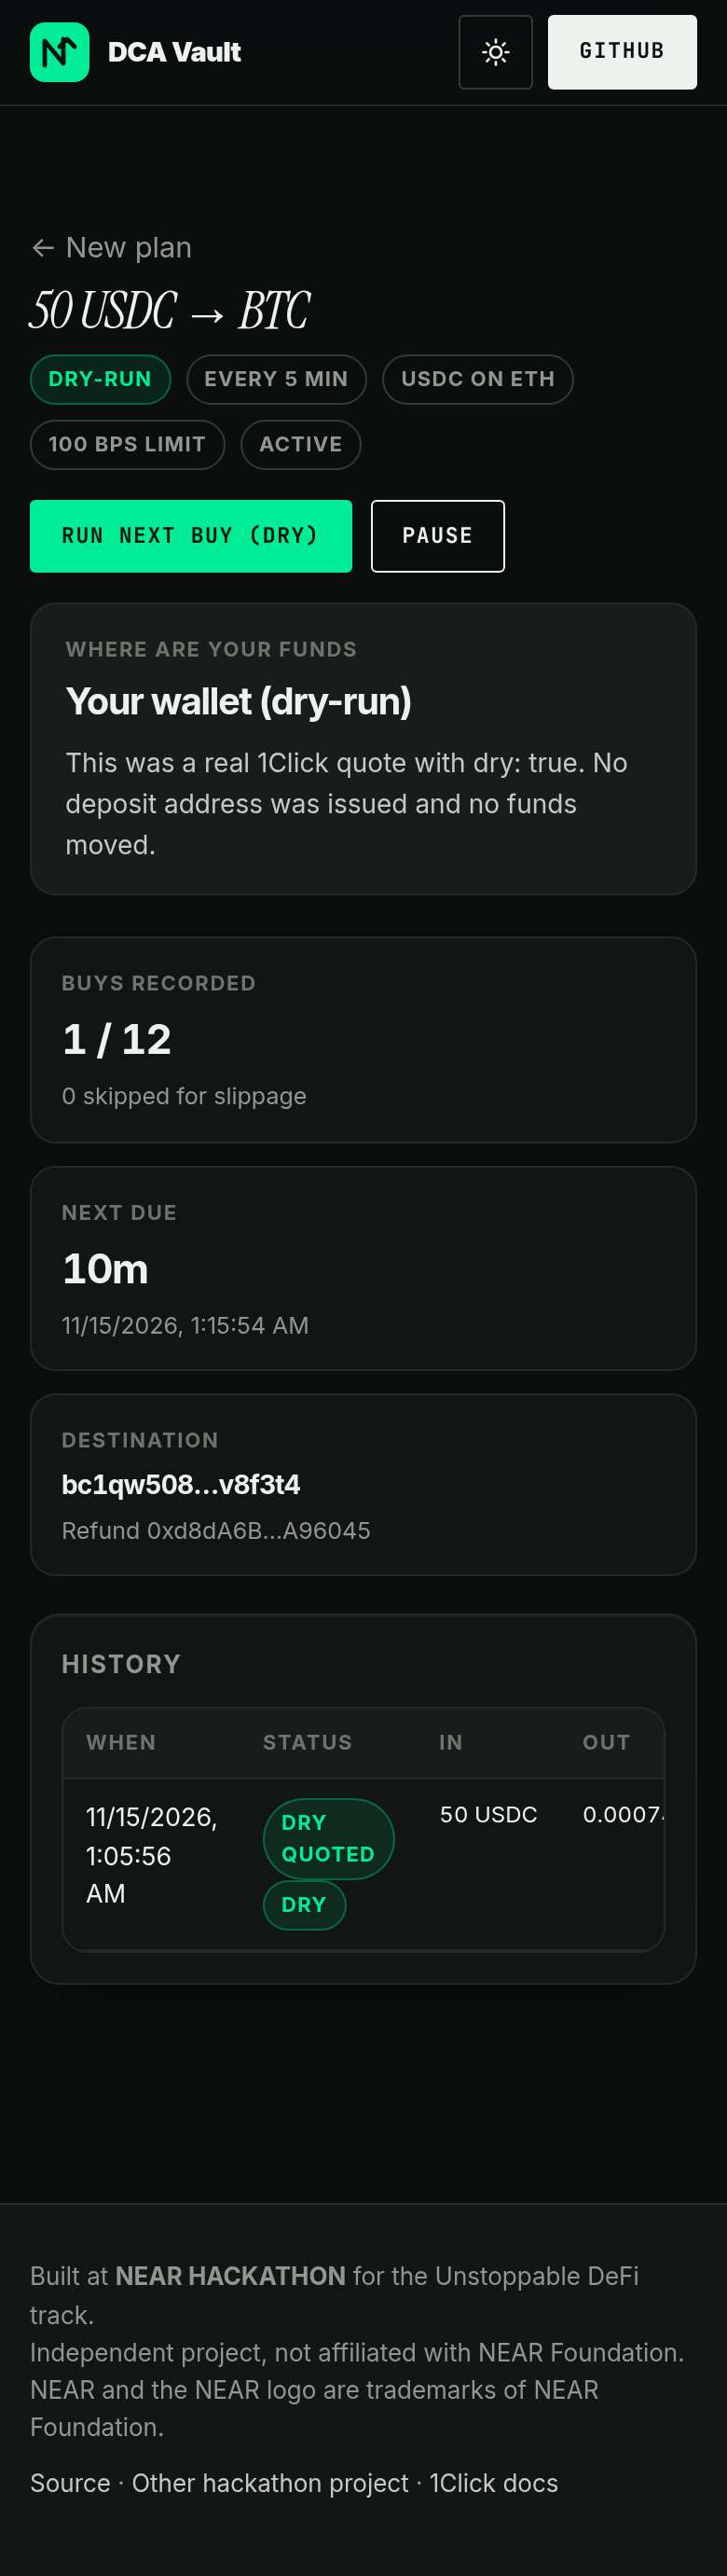 DCA Vault
GITHUB
← New plan
50 USDC → BTC
DRY-RUN EVERY 5 MIN USDC ON ETH
100 BPS LIMIT ACTIVE
RUN NEXT BUY (DRY) PAUSE
WHERE ARE YOUR FUNDS
Your wallet (dry-run)
This was a real 1Click quote with dry: true. No
deposit address was issued and no funds
moved.
BUYS RECORDED
1 / 12
0 skipped for slippage
NEXT DUE
10m
11/15/2026, 1:15:54 AM
DESTINATION
bc1qw508…v8f3t4
Refund 0xd8dA6B…A96045
HISTORY
WHEN STATUS IN OUT
11/15/2026,
1:05:56
AM
DRY
QUOTED
DRY
50 USDC
0.0007
Built at NEAR HACKATHON for the Unstoppable DeFi
track.
Independent project, not affiliated with NEAR Foundation.
NEAR and the NEAR logo are trademarks of NEAR
Foundation.
Source · Other hackathon project · 1Click docs